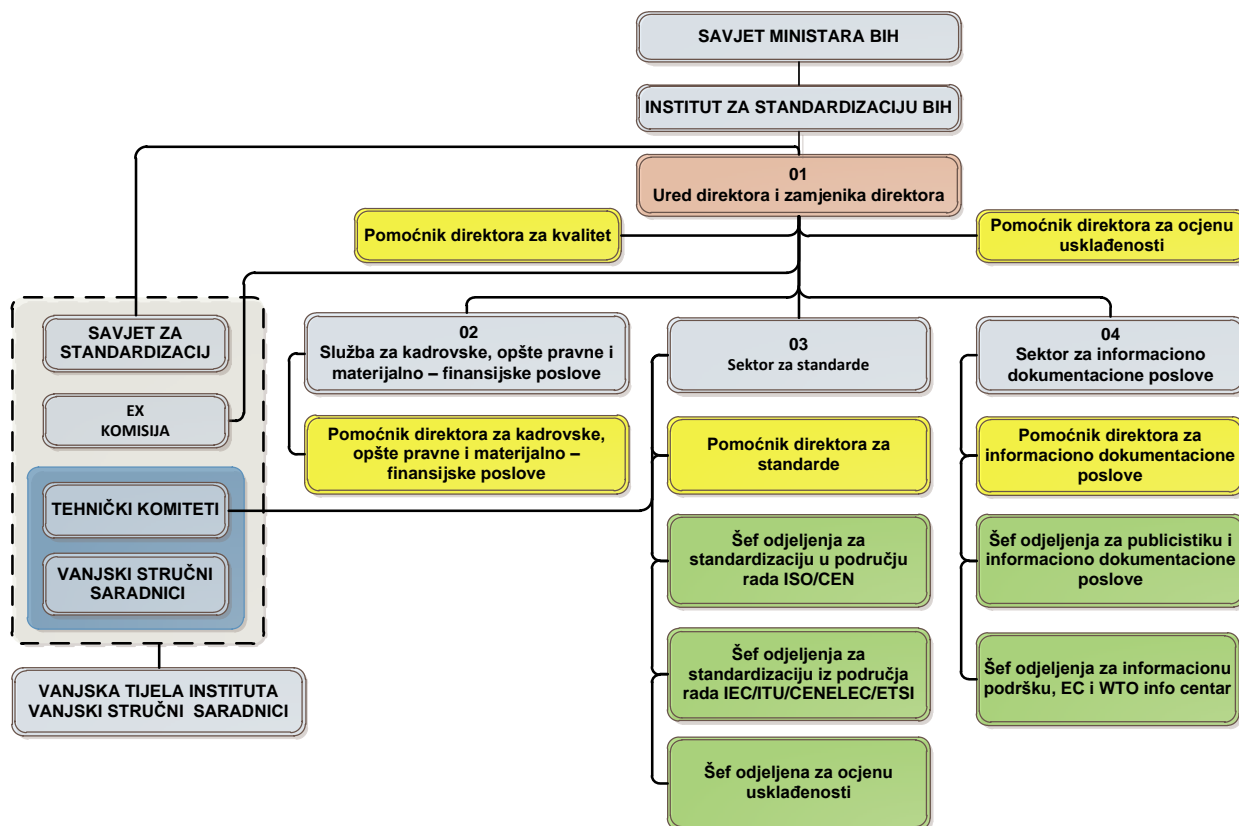 SAVJET MINISTARA BIH
INSTITUT ZA STANDARDIZACIJU BIH
01
Ured direktora i zamjenika direktora
Pomoćnik direktora za kvalitet
Pomoćnik direktora za ocjenu
usklađenosti
SAVJET ZA
STANDARDIZACIJ
EX
KOMISIJA
TEHNIČKI KOMITETI
VANJSKI STRUČNI
SARADNICI
VANJSKA TIJELA INSTITUTA
VANJSKI STRUČNI SARADNICI
02
Služba za kadrovske, opšte pravne i
materijalno – finansijske poslove
Pomoćnik direktora za kadrovske,
opšte pravne i materijalno –
finansijske poslove
03
Sektor za standarde
Pomoćnik direktora za
standarde
Šef odjeljenja za
standardizaciju u području
rada ISO/CEN
Šef odjeljenja za
standardizaciju iz područja
rada IEC/ITU/CENELEC/ETSI
Šef odjeljena za ocjenu
usklađenosti
04
Sektor za informaciono
dokumentacione poslove
Pomoćnik direktora za
informaciono dokumentacione
poslove
Šef odjeljenja za publicistiku i
informaciono dokumentacione
poslove
Šef odjeljenja za informacionu
podršku, EC i WTO info centar